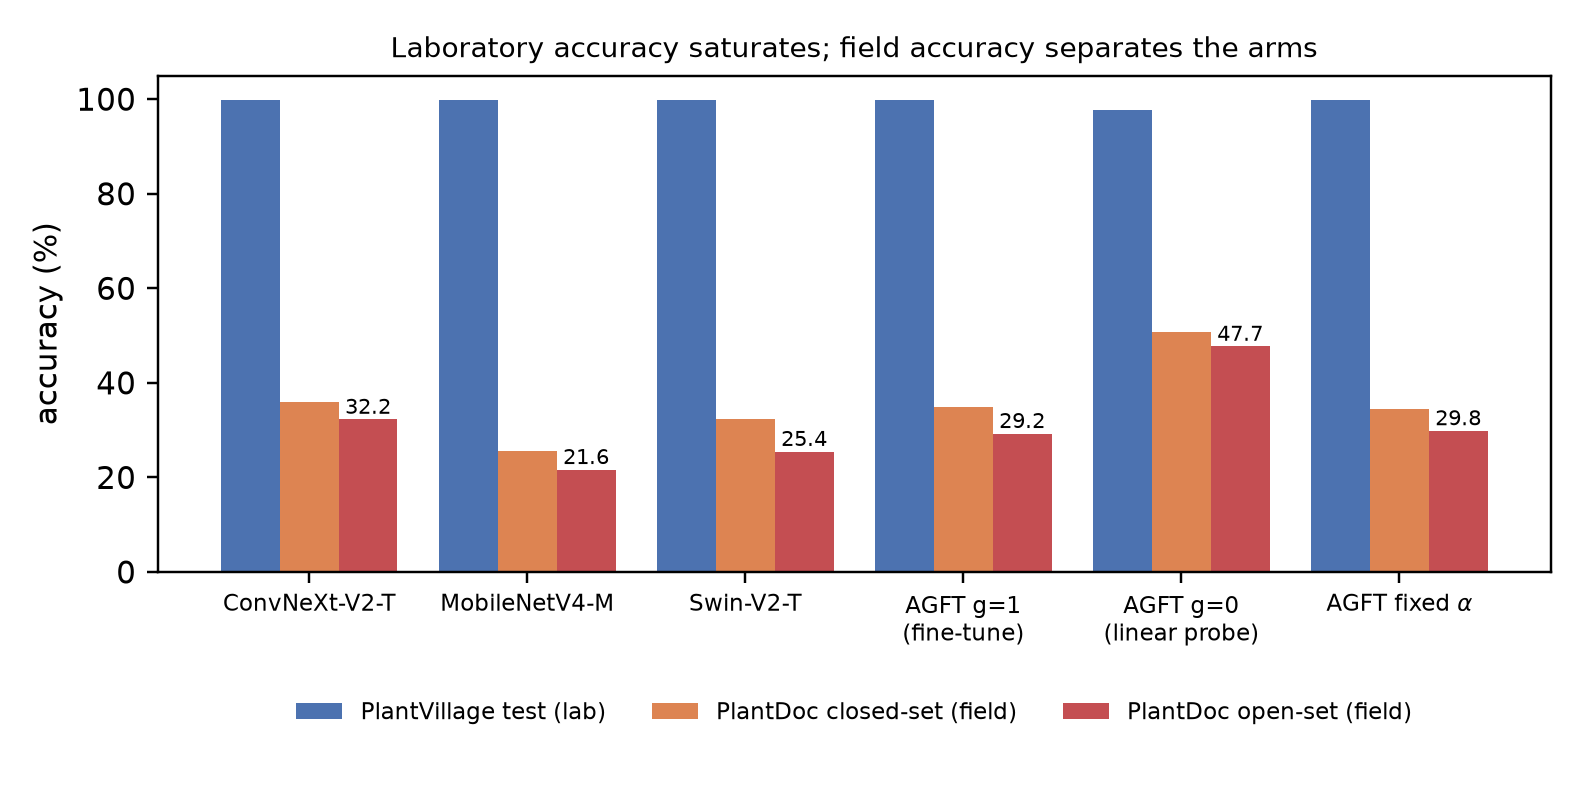 Laboratory accuracy saturates; field accuracy separates the arms
accuracy (%)
100
80
60
40
20
0
32.2
21.6
25.4
29.2
47.7
29.8
ConvNeXt-V2-T
MobileNetV4-M
Swin-V2-T
AGFT g=1
(fine-tune)
AGFT g=0
(linear probe)
AGFT fixed α
PlantVillage test (lab)
PlantDoc closed-set (field)
PlantDoc open-set (field)